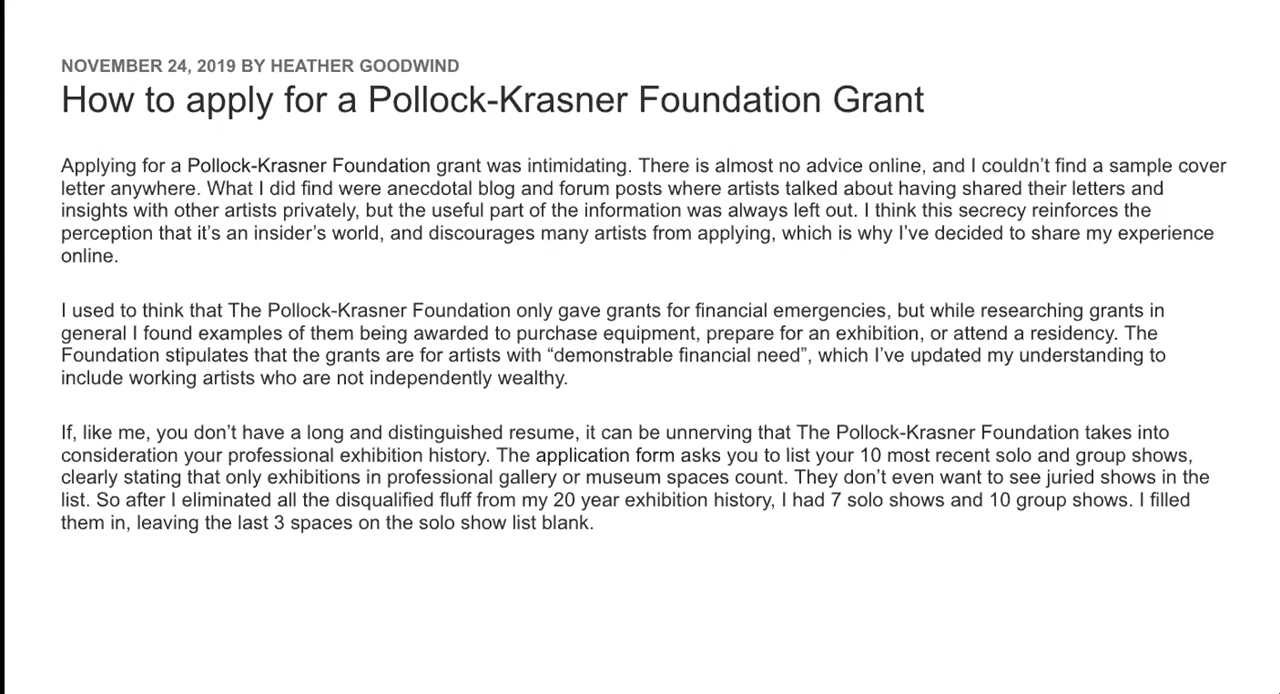 NOVEMBER 24, 2019 BY HEATHER GOODWIND
How to apply for a Pollock-Krasner Foundation Grant
Applying for a Pollock-Krasner Foundation grant was intimidating. There is almost no advice online, and I couldn’t find a sample cover
letter anywhere. What I did find were anecdotal blog and forum posts where artists talked about having shared their letters and
insights with other artists privately, but the useful part of the information was always left out. I think this secrecy reinforces the
perception that it’s an insider’s world, and discourages many artists from applying, which is why I’ve decided to share my experience
online.
I used to think that The Pollock-Krasner Foundation only gave grants for financial emergencies, but while researching grants in
general I found examples of them being awarded to purchase equipment, prepare for an exhibition, or attend a residency. The
Foundation stipulates that the grants are for artists with “demonstrable financial need”, which I’ve updated my understanding to
include working artists who are not independently wealthy.
If, like me, you don’t have a long and distinguished resume, it can be unnerving that The Pollock-Krasner Foundation takes into
consideration your professional exhibition history. The application form asks you to list your 10 most recent solo and group shows,
clearly stating that only exhibitions in professional gallery or museum spaces count. They don’t even want to see juried shows in the
list. So after I eliminated all the disqualified fluff from my 20 year exhibition history, I had 7 solo shows and 10 group shows. I filled
them in, leaving the last 3 spaces on the solo show list blank.